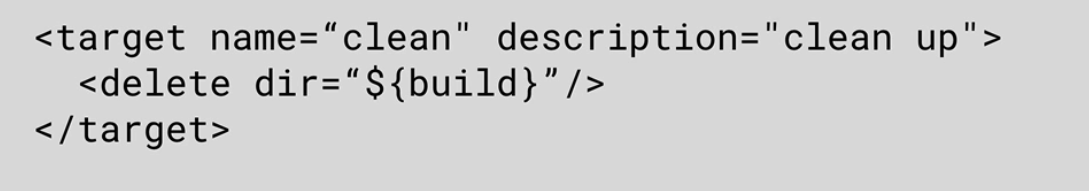 <target name=“clean" description="clean up">
  <delete dir=“${build}”/>
</target>